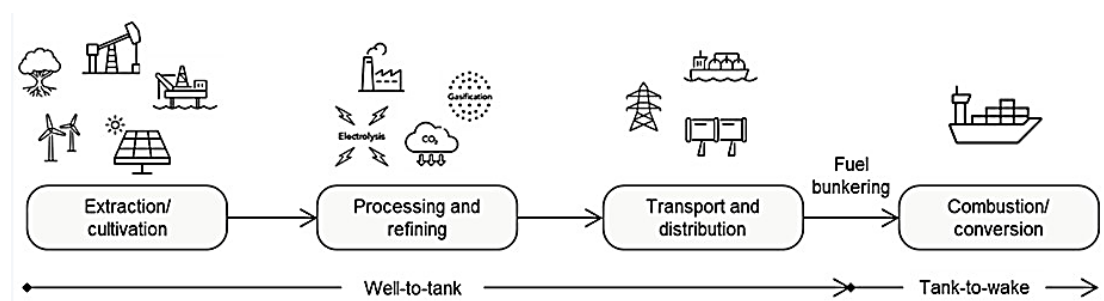 Gasification
Electrolysis
CO₂
Fuel
bunkering
Extraction/
cultivation
Processing and
refining
Transport and
distribution
Combustion/
conversion
Well-to-tank
Tank-to-wake